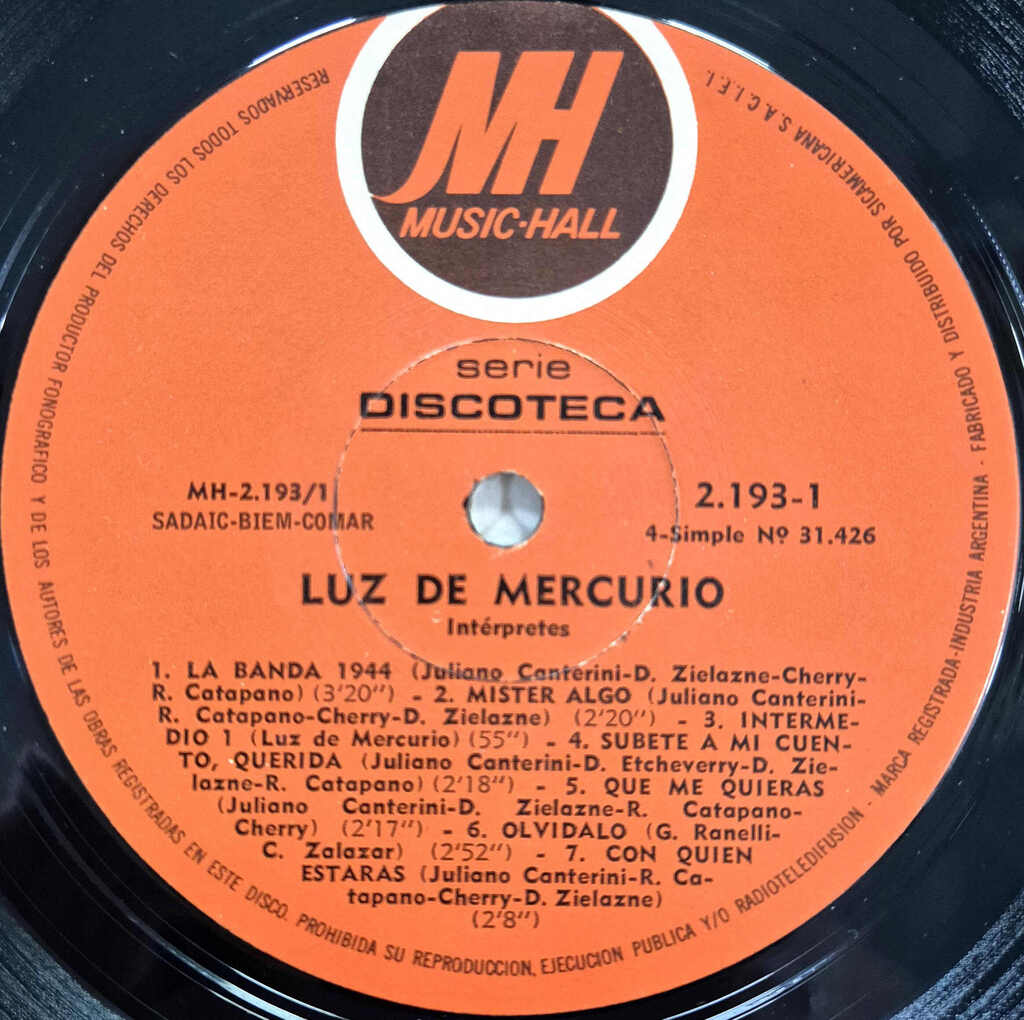 MH
MUSIC-HALL
serie
DISCOTECA
MH-2.193/1
SADAIC-BIEM-COMAR
2.193-1
4-Simple Nº 31.426
LUZ DE MERCURIO
Intérpretes
1. LA BANDA 1944 (Juliano Canterini-D. Zielazne-Cherry-
R. Catapano) (3'20'') - 2. MISTER ALGO (Juliano Canterini-
R. Catapano-Cherry-D. Zielazne) (2'20'') - 3. INTERME-
DIO 1 (Luz de Mercurio) (55'') - 4. SUBETE A MI CUEN-
TO, QUERIDA (Juliano Canterini-D. Etcheverry-D. Zie-
lazne-R. Catapano) (2'18'') - 5. QUE ME QUIERAS
(Juliano Canterini-D. Zielazne-R. Catapano-
Cherry) (2'17'') - 6. OLVIDALO (G. Ranelli-
C. Zalazar) (2'52'') - 7. CON QUIEN
ESTARAS (Juliano Canterini-R. Ca-
tapano-Cherry-D. Zielazne)
(2'8'')
RESERVADOS TODOS LOS DERECHOS DEL PRODUCTOR FONOGRAFICO Y DE LOS AUTORES DE LAS OBRAS REGISTRADAS EN ESTE DISCO. PROHIBIDA SU REPRODUCCION, EJECUCION PUBLICA Y/O RADIOTELEDIFUSION - MARCA REGISTRADA-INDUSTRIA ARGENTINA - FABRICADO Y DISTRIBUIDO POR SICAMERICANA S.A.C.I.F.I.